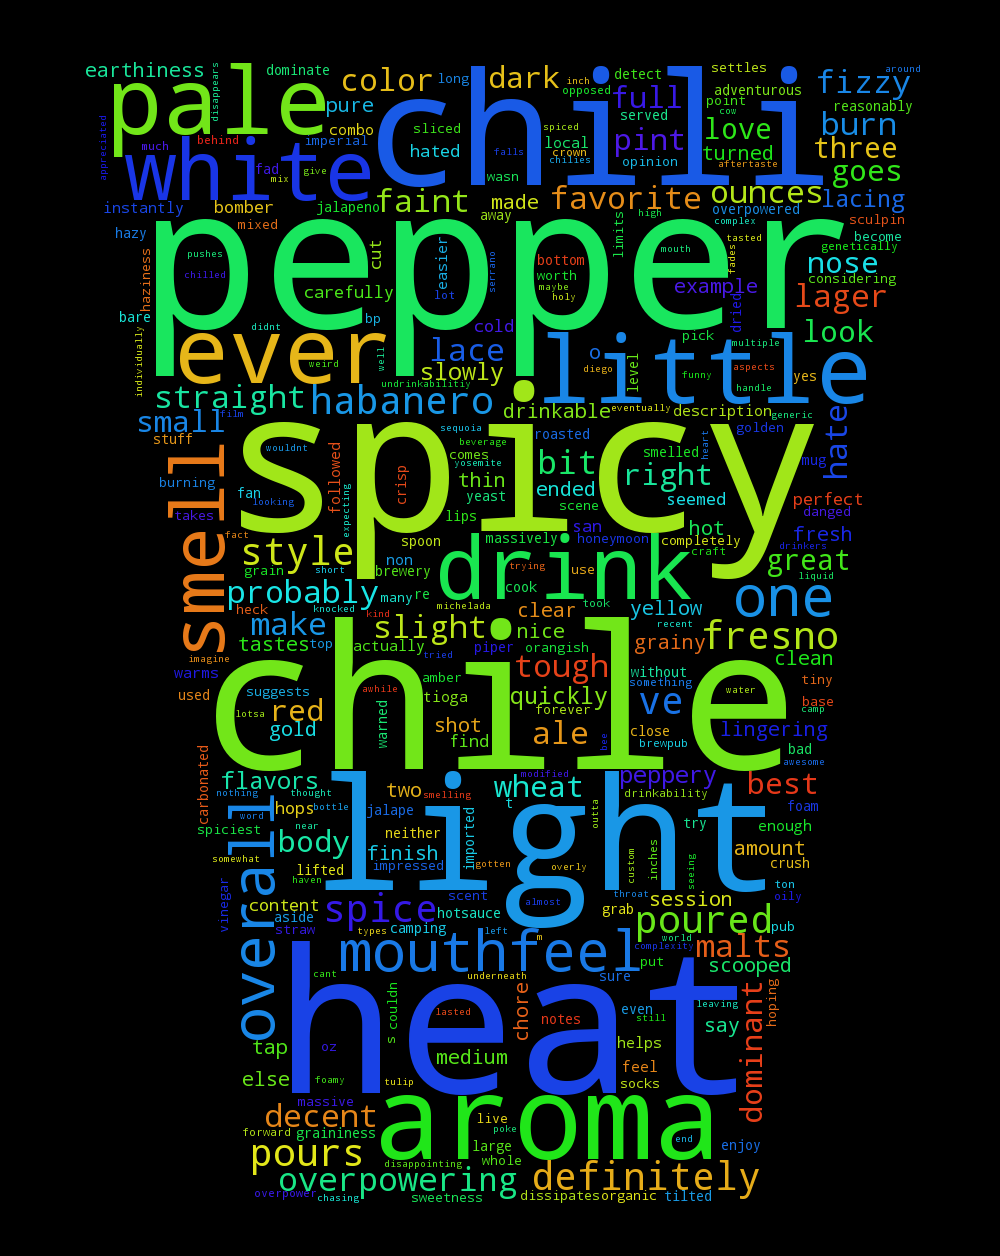 earthiness pale disappears dominate color long dark inch opposed detect settles adventurous fizzy around
pure combo chili full point reasonably
appreciated much behind imperial sliced hated spiced local crown chilies served pint opinion cow love turned aftertaste burn three
white fad mix give falls wasn goes
instantly bomber mixed jalapeno faint made away favorite limits ounces overpowered lacing sculpin become
hazy haziness pushes chilled pepper cut carefully easier lot serrano bottom worth maybe holy high mouth complex tasted fades genetically nose considering
bare bp example dried lager
individually ever didnt weird well lace slowly undrinkability o diego level little pick multiple funny aspects handle look yes
straight habanero drinkable eventually description generic
small film stuff wouldnt spicy sequoia beverage comes yosemite roasted smelled golden heart hate mug
smell burning takes fan looking fact followed expecting crisp thin yeast lips bit ended scene right seemed perfect danged
style grain short non spoon brewery massively drink san honeymoon completely hot craft fresh drinkers great liquid
probably heck knocked many re michelada trying cook use took one
make top kind slight clear nice yellow recent fresno
tastes imagine actually tried piper orangish tough grainy clean
warms used suggests chile awhile amber tioga quickly forever without something ve water camp tiny base
lotsa red gold warned shot find ale close bee brewpub lingering bad awesome
carbonated flavors nothing word thought bottle two smelling wheat modified t outta peppery drinkability best foam
spiciest hops near body light jalape neither imported try enough
somewhat lifted haven finish impressed gotten overly custom inches seeing amount crush
vinegar overall content aside straw spice types camping scent hotsauce left almost throat grab session poured ton oily pub
mouthfeel m world complexity malts
cant underneath put sure scooped leaving hoping
heat s couldn lasted chore notes even still say dominant
tap oz medium helps feel
else foamy tulip socks
massive aroma live poke end
decent forward graininess large whole enjoy
pours disappointing
overpowering definitely
overpower chasing sweetness dissipates organic tilted